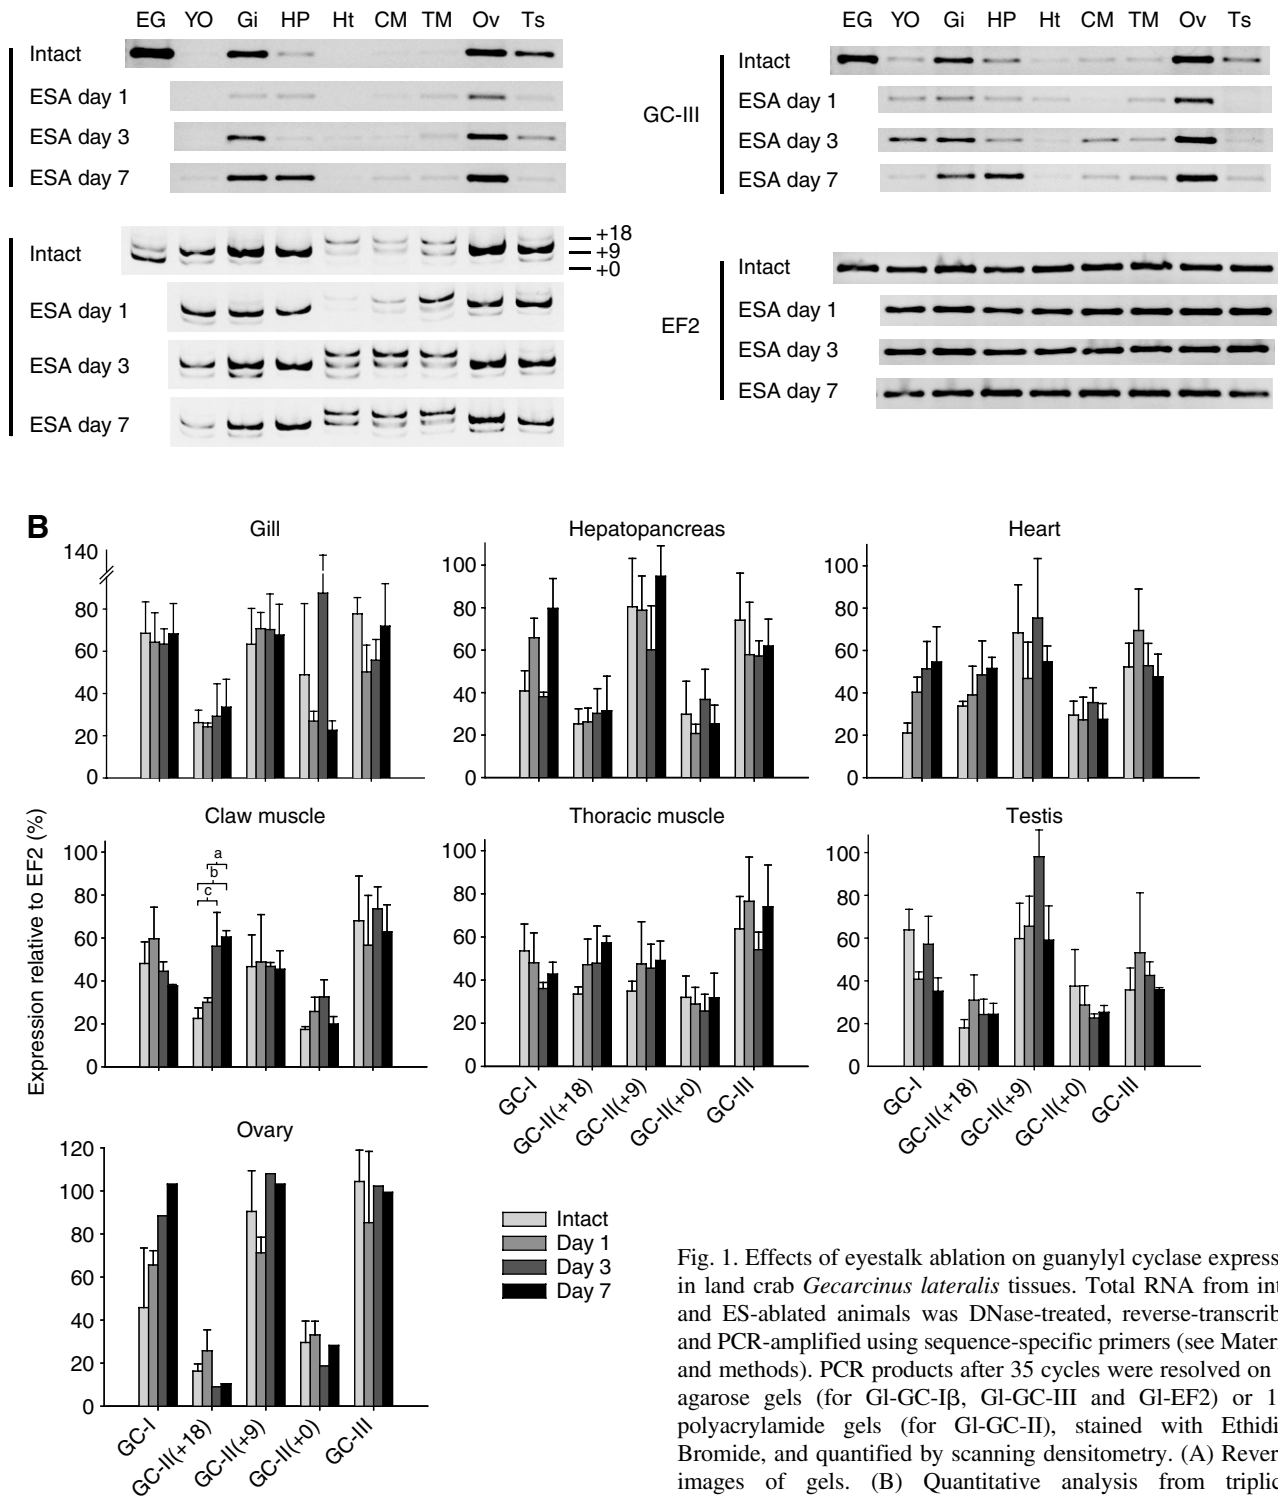 EG YO Gi HP Ht CM TM Ov Ts
Intact
ESA day 1
ESA day 3
ESA day 7
Intact
+18
+9
+0
ESA day 1
ESA day 3
ESA day 7
EG YO Gi HP Ht CM TM Ov Ts
GC-III
Intact
ESA day 1
ESA day 3
ESA day 7
EF2
Intact
ESA day 1
ESA day 3
ESA day 7
B
Expression relative to EF2 (%)
Gill
140
80
60
40
20
0
Hepatopancreas
100
80
60
40
20
0
Heart
100
80
60
40
20
0
Claw muscle
100
80
60
40
20
0
a
b
c
Thoracic muscle
100
80
60
40
20
0
GC-I
GC-II(+18)
GC-II(+9)
GC-II(+0)
GC-III
Testis
100
80
60
40
20
0
GC-I
GC-II(+18)
GC-II(+9)
GC-II(+0)
GC-III
Ovary
120
100
80
60
40
20
0
GC-I
GC-II(+18)
GC-II(+9)
GC-II(+0)
GC-III
Intact
Day 1
Day 3
Day 7
Fig. 1. Effects of eyestalk ablation on guanylyl cyclase express
in land crab Gecarcinus lateralis tissues. Total RNA from int
and ES-ablated animals was DNase-treated, reverse-transcrib
and PCR-amplified using sequence-specific primers (see Mater
and methods). PCR products after 35 cycles were resolved on
agarose gels (for Gl-GC-Iβ, Gl-GC-III and Gl-EF2) or 1
polyacrylamide gels (for Gl-GC-II), stained with Ethidi
Bromide, and quantified by scanning densitometry. (A) Rever
images of gels. (B) Quantitative analysis from triplic